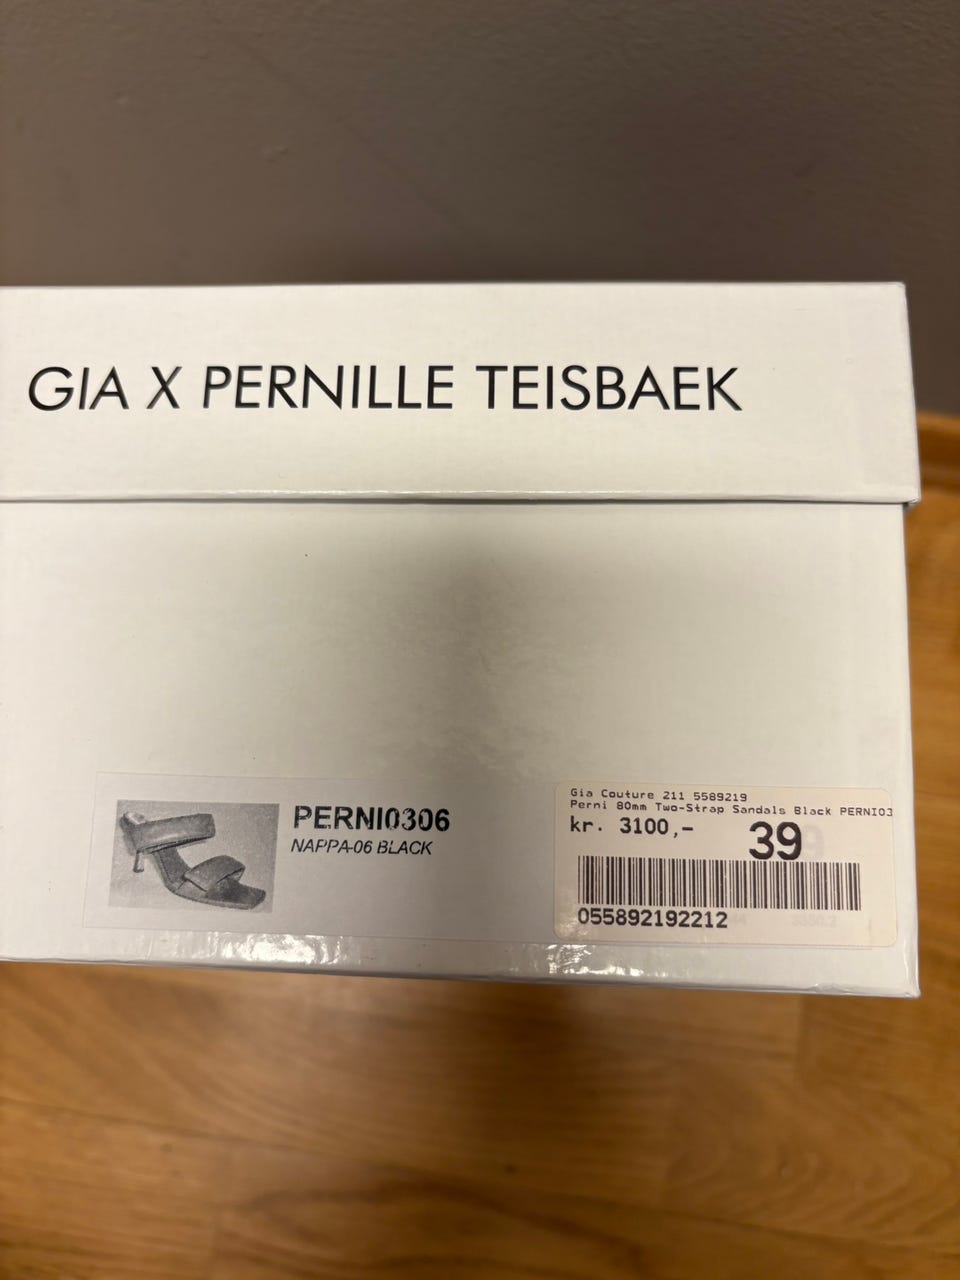 GIA X PERNILLE TEISBAEK
PERNI0306
NAPPA-06 BLACK
Gia Couture 211 5589219
Perni 80mm Two-Strap Sandals Black PERNI03
kr. 3100,- 39
055892192212